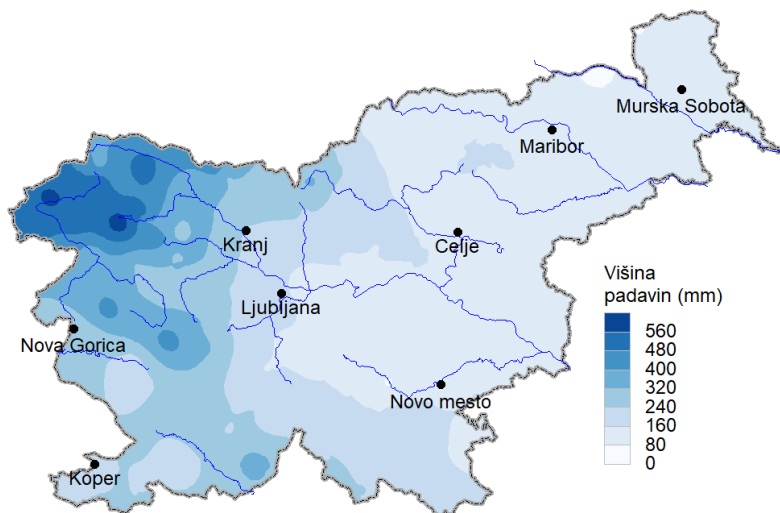 Murska Sobota
Maribor
Kranj
Celje
Ljubljana
Nova Gorica
Novo mesto
Koper
Višina
padavin (mm)
560
480
400
320
240
160
80
0